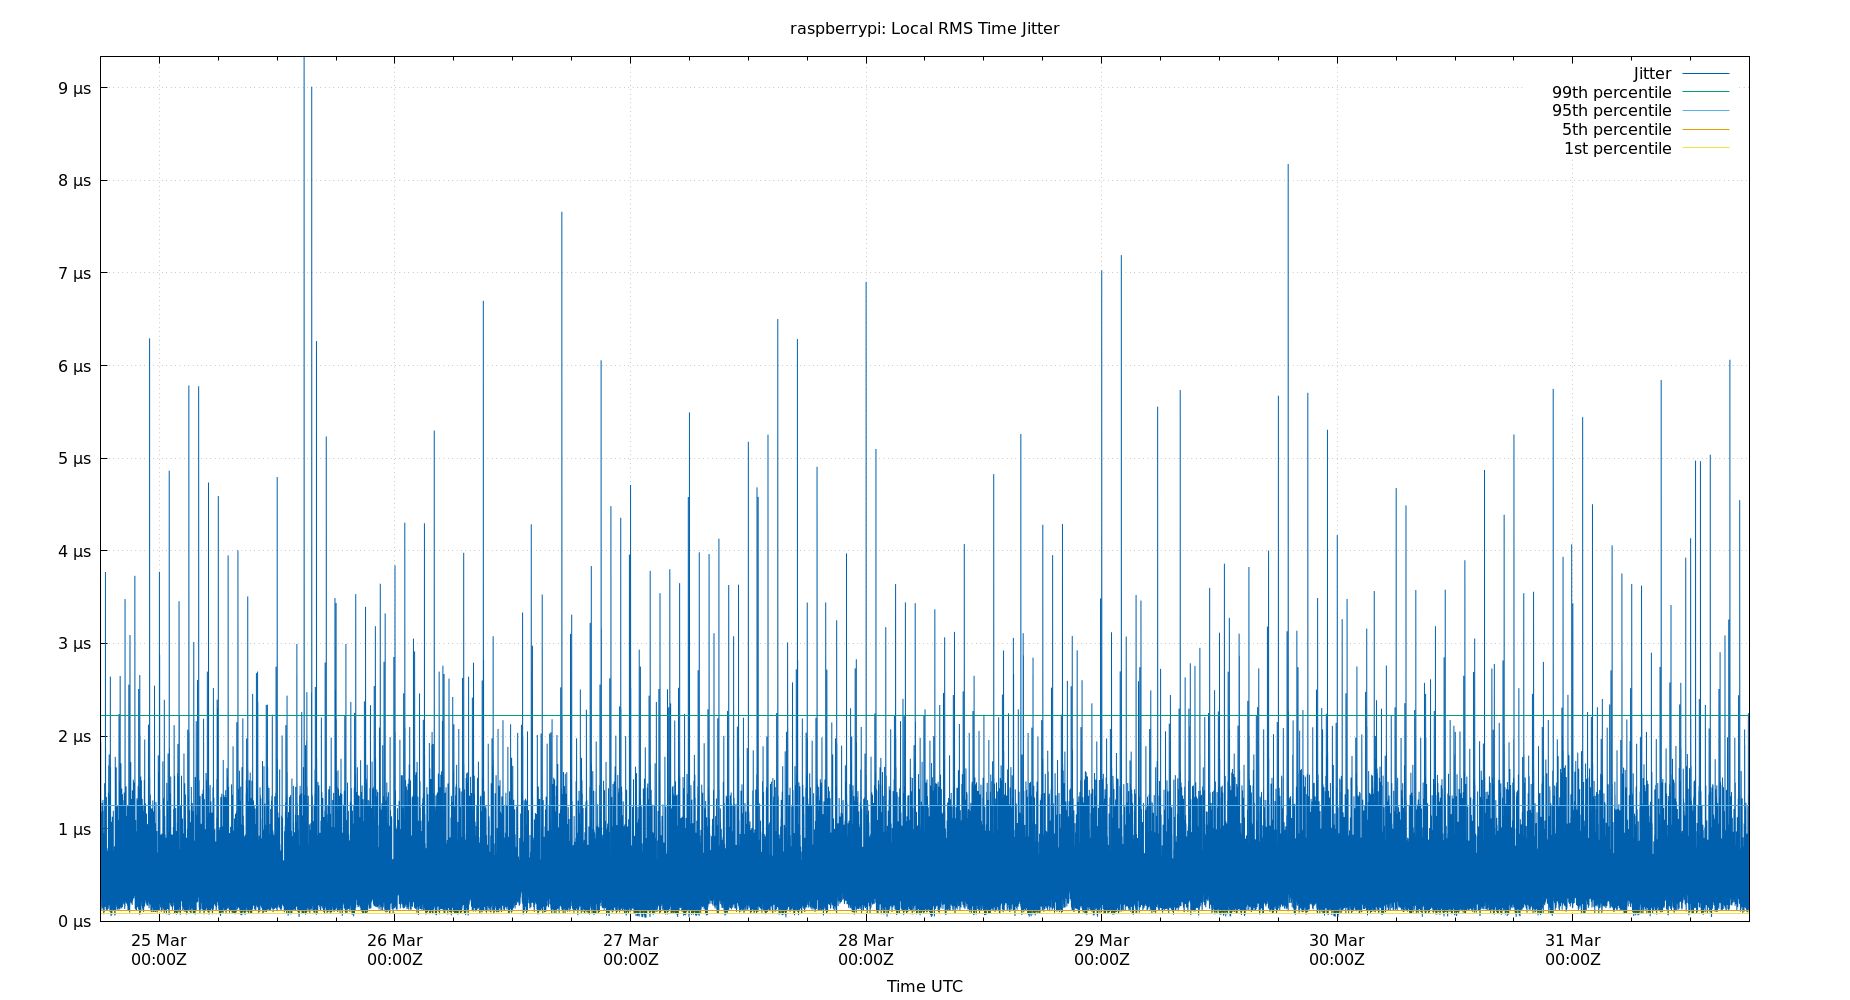 raspberrypi: Local RMS Time Jitter
Jitter
99th percentile
95th percentile
5th percentile
1st percentile
9 µs
8 µs
7 µs
6 µs
5 µs
4 µs
3 µs
2 µs
1 µs
0 µs
25 Mar 26 Mar 27 Mar 28 Mar 29 Mar 30 Mar 31 Mar
00:00Z 00:00Z 00:00Z 00:00Z 00:00Z 00:00Z 00:00Z
Time UTC